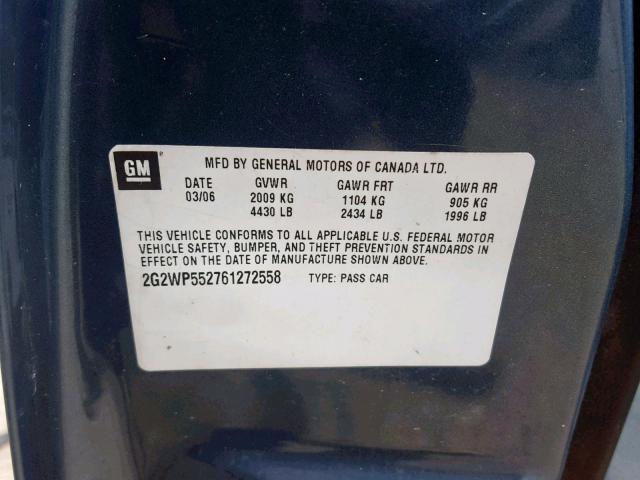 GM MFD BY GENERAL MOTORS OF CANADA LTD.
DATE GVWR GAWR FRT GAWR RR
03/06 2009 KG 1104 KG 905 KG
4430 LB 2434 LB 1996 LB
THIS VEHICLE CONFORMS TO ALL APPLICABLE U.S. FEDERAL MOTOR
VEHICLE SAFETY, BUMPER, AND THEFT PREVENTION STANDARDS IN
EFFECT ON THE DATE OF MANUFACTURE SHOWN ABOVE.
2G2WP552761272558 TYPE: PASS CAR